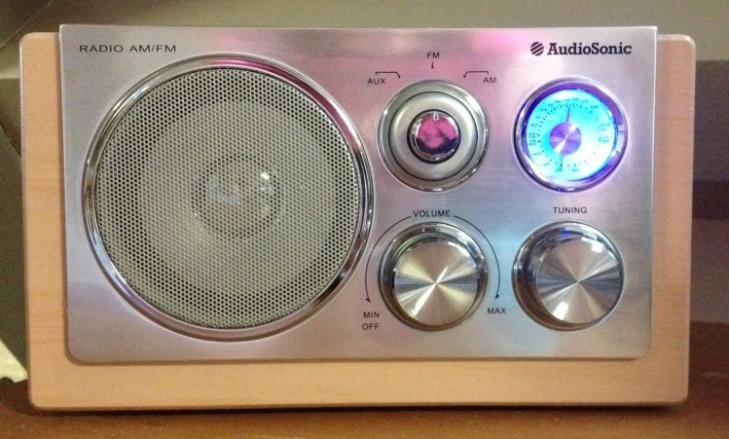 RADIO AM/FM
AudioSonic
FM
AUX
AM
VOLUME
TUNING
MIN
OFF
MAX